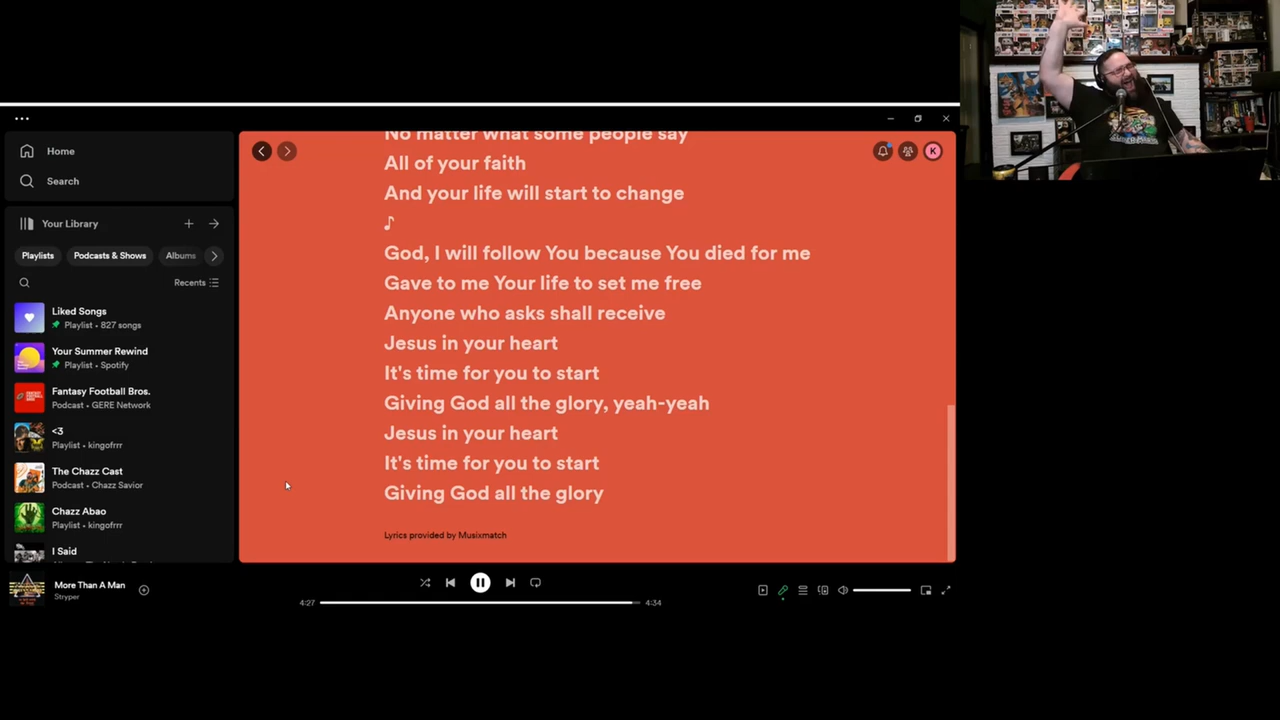 Home
Search
Your Library
Playlists
Podcasts & Shows
Albums
Recents
Liked Songs
Playlist • 827 songs
Your Summer Rewind
Playlist • Spotify
Fantasy Football Bros.
Podcast • GERE Network
<3
Playlist • kingofrrr
The Chazz Cast
Podcast • Chazz Savior
Chazz Abao
Playlist • kingofrrr
I Said
K
No matter what some people say
All of your faith
And your life will start to change
♪
God, I will follow You because You died for me
Gave to me Your life to set me free
Anyone who asks shall receive
Jesus in your heart
It's time for you to start
Giving God all the glory, yeah-yeah
Jesus in your heart
It's time for you to start
Giving God all the glory
Lyrics provided by Musixmatch
More Than A Man
Stryper
4:27
4:34